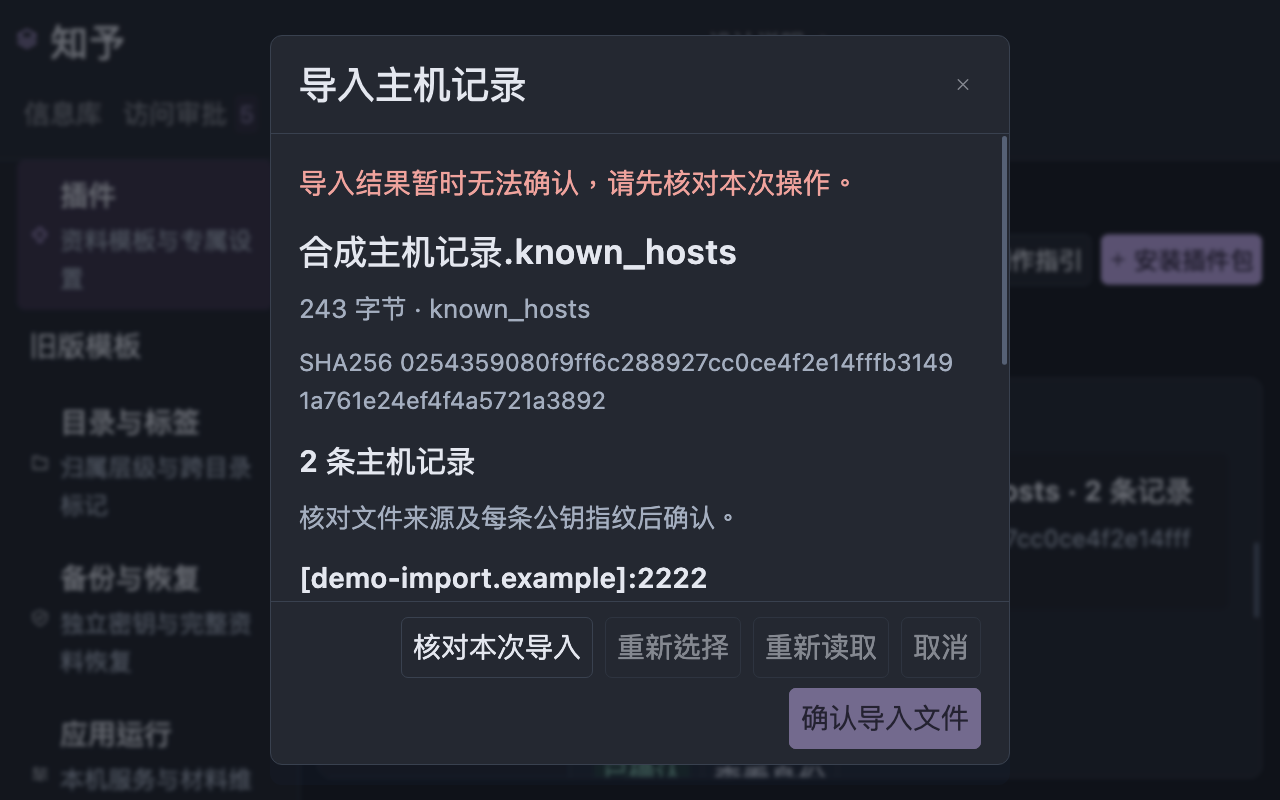 知予
信息库 访问审批 5
导入主机记录
×
导入结果暂时无法确认，请先核对本次操作。
合成主机记录.known_hosts
243 字节 · known_hosts
SHA256 0254359080f9ff6c288927cc0ce4f2e14fffb3149
1a761e24ef4f4a5721a3892
2 条主机记录
核对文件来源及每条公钥指纹后确认。
[demo-import.example]:2222
核对本次导入 重新选择 重新读取 取消
确认导入文件
插件
资料模板与专属设
置
旧版模板
目录与标签
归属层级与跨目录
标记
备份与恢复
独立密钥与完整资
料恢复
应用运行
本机服务与材料维
作指引
+ 安装插件包
osts · 2 条记录
7cc0ce4f2e14fff